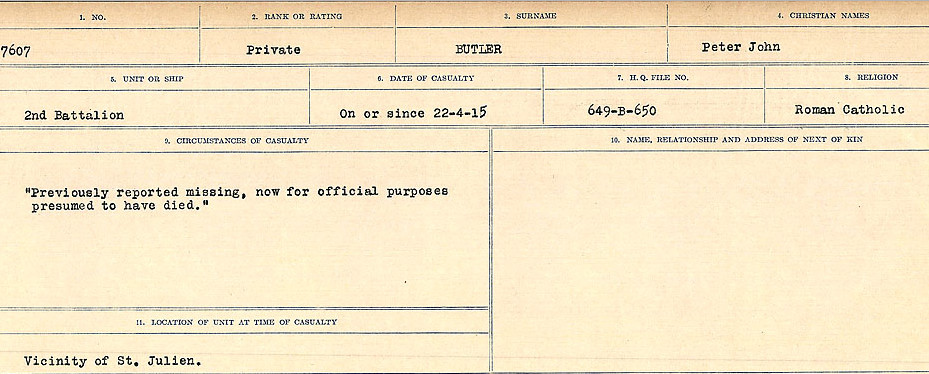 1. NO.
2. RANK OR RATING
3. SURNAME
4. CHRISTIAN NAMES
7607
Private
BUTLER
Peter John
5. UNIT OR SHIP
6. DATE OF CASUALTY
7. H. Q. FILE NO.
8. RELIGION
2nd Battalion
On or since 22-4-15
649-B-650
Roman Catholic
9. CIRCUMSTANCES OF CASUALTY
10. NAME, RELATIONSHIP AND ADDRESS OF NEXT OF KIN
"Previously reported missing, now for official purposes
presumed to have died."
11. LOCATION OF UNIT AT TIME OF CASUALTY
Vicinity of St. Julien.